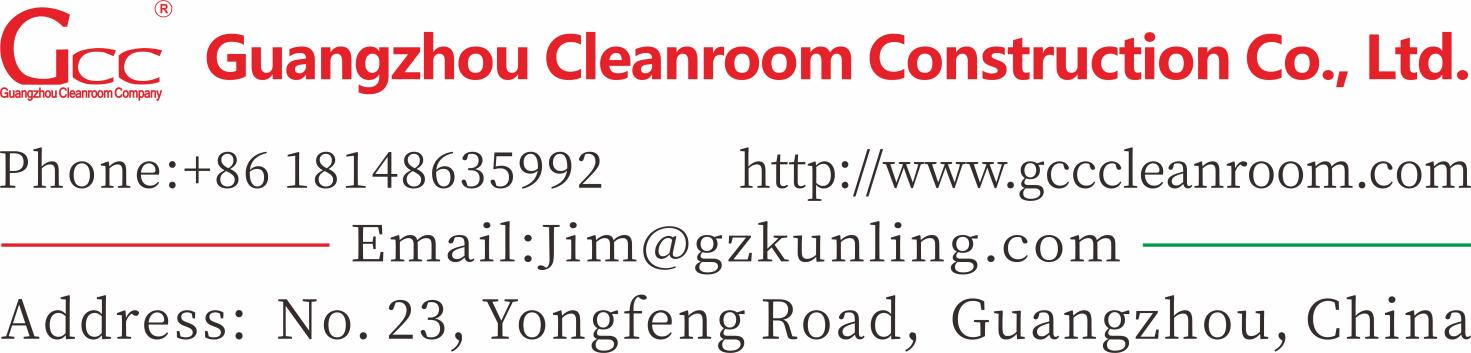 Gcc® Guangzhou Cleanroom Construction Co., Ltd.
Guangzhou Cleanroom Company
Phone:+86 18148635992 http://www.gcccleanroom.com
Email:Jim@gzkunling.com
Address: No. 23, Yongfeng Road, Guangzhou, China